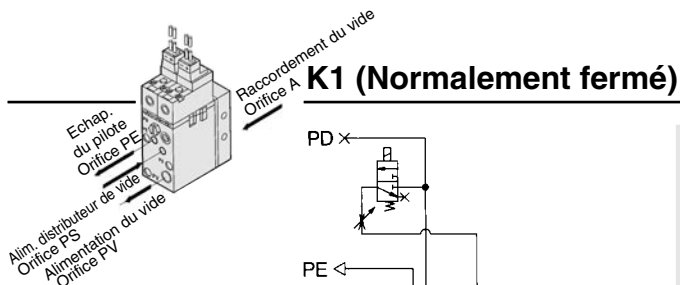 K1 (Normalement fermé)
Raccordement du vide
Orifice A
Echap.
du pilote
Orifice PE
Alim. distributeur de vide
Orifice PS
Alimentation du vide
Orifice PV
PD
PE